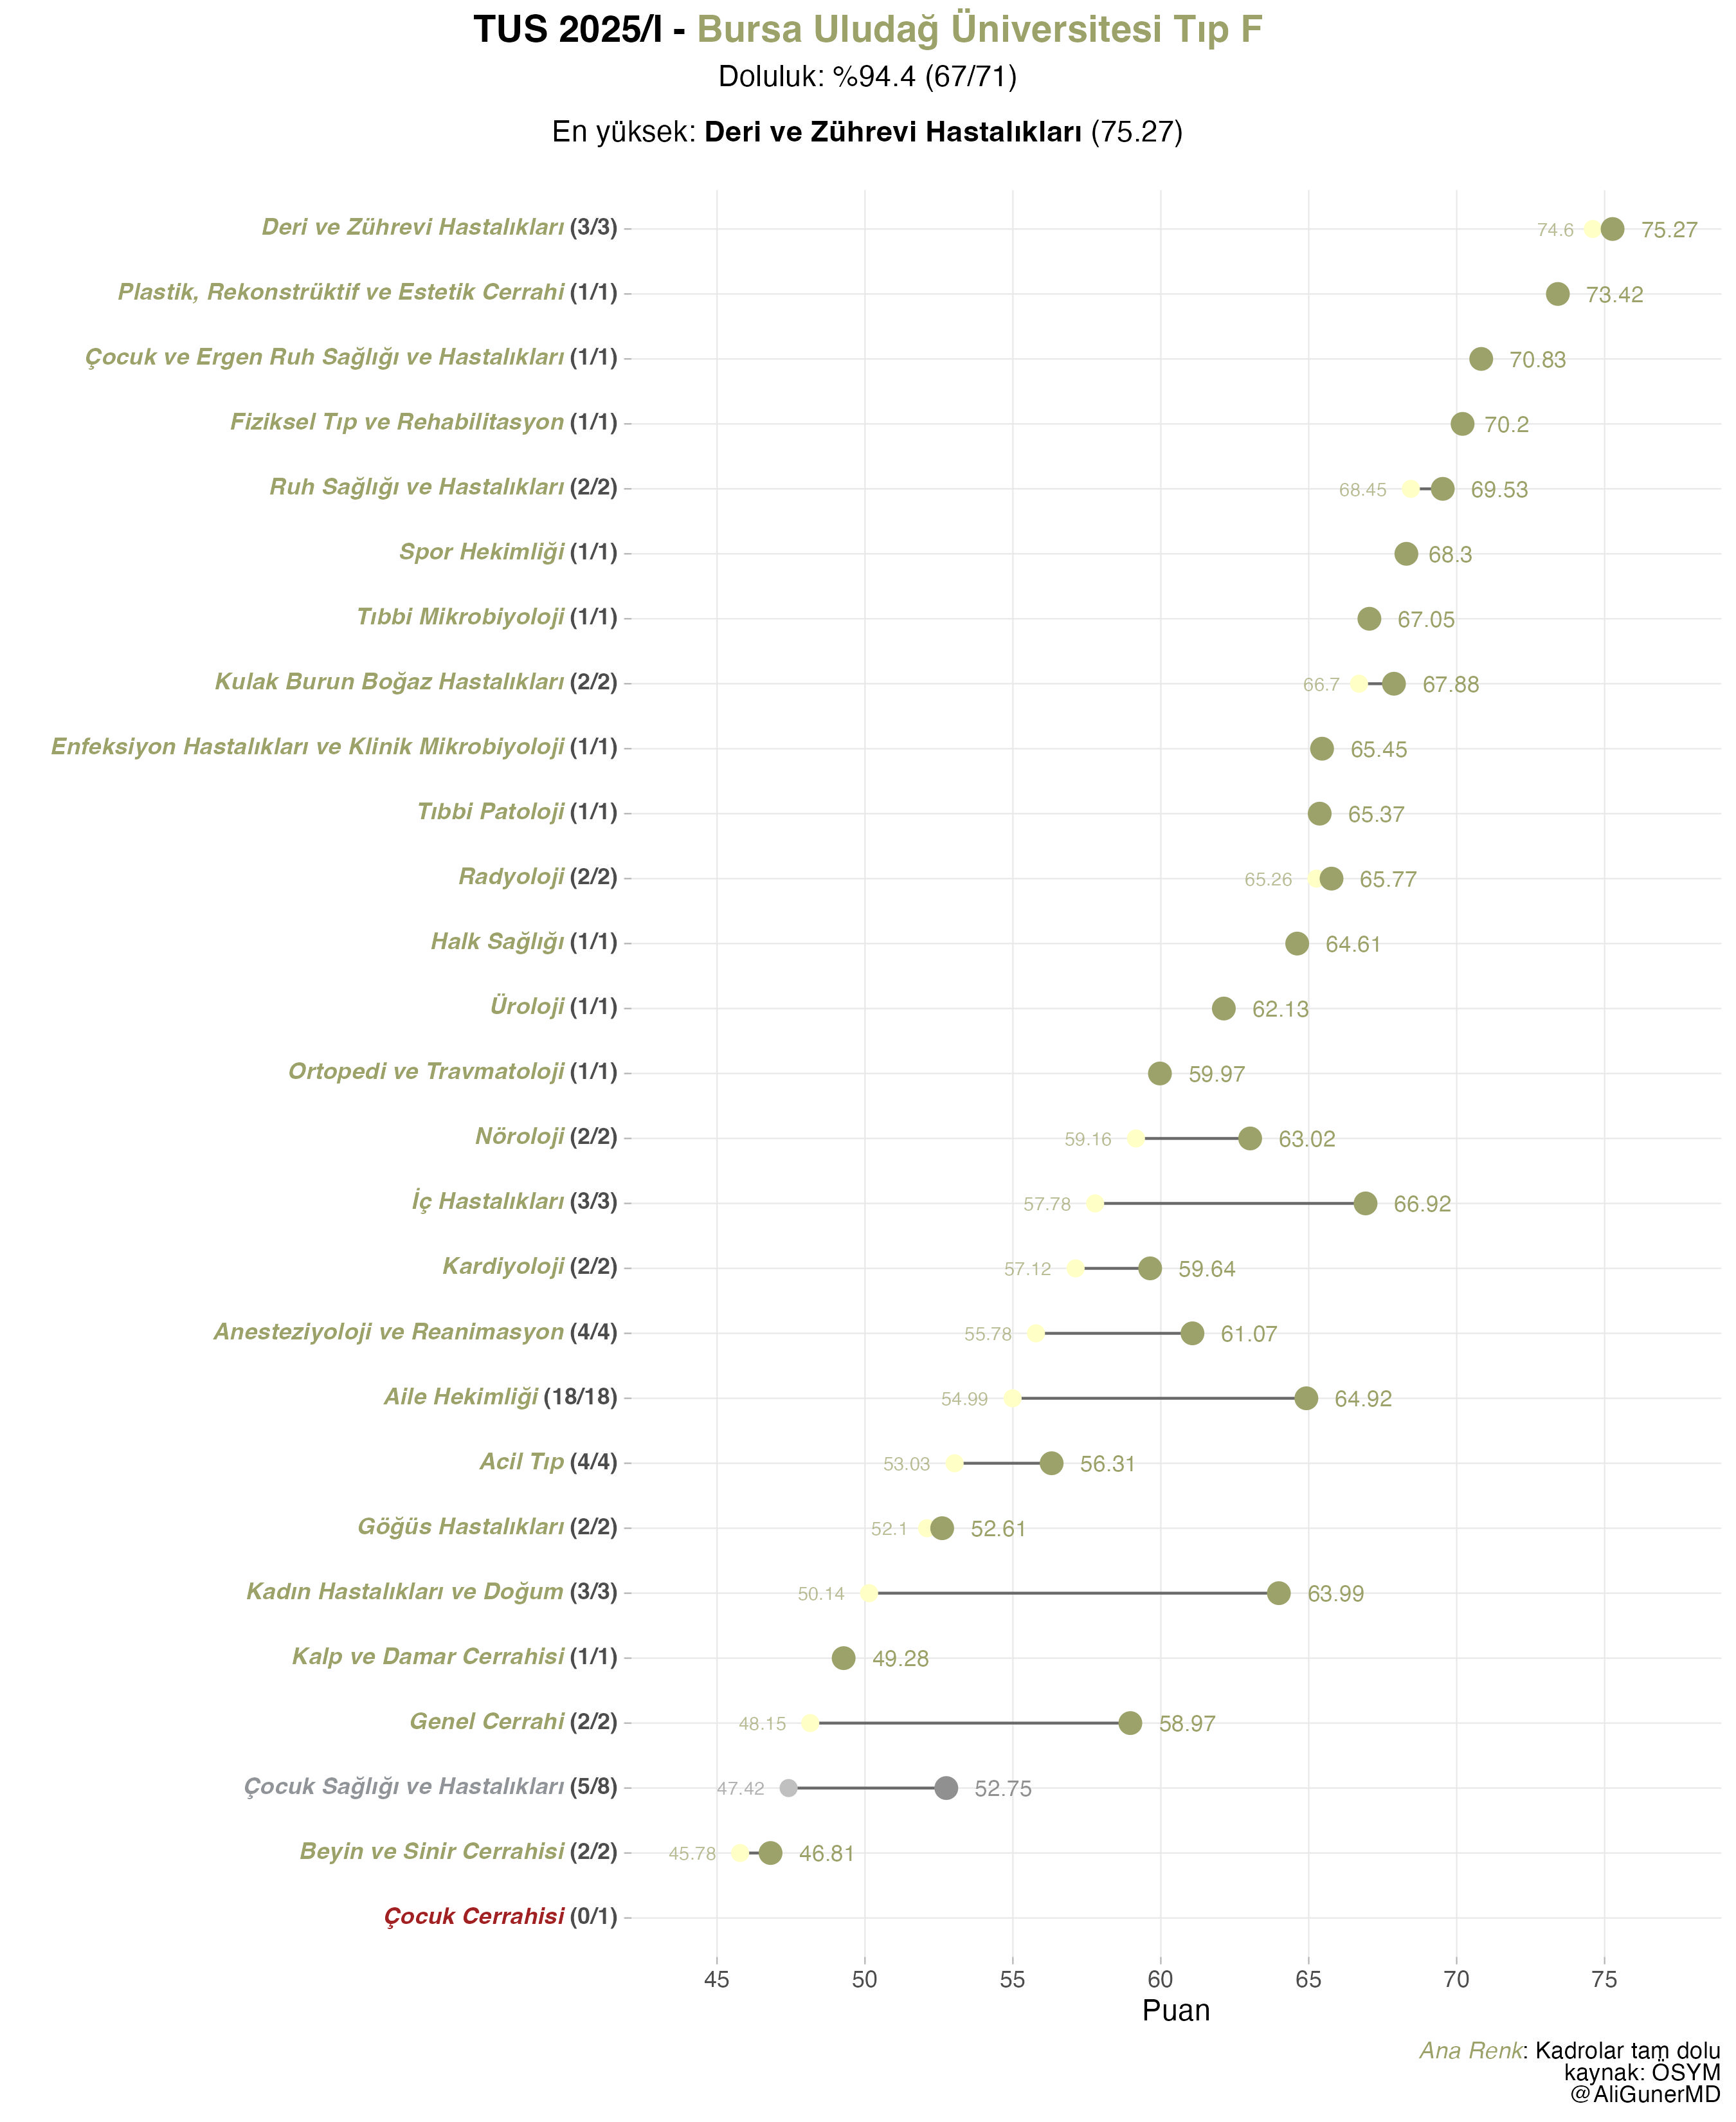 TUS 2025/I - Bursa Uludağ Üniversitesi Tıp F
Doluluk: %94.4 (67/71)
En yüksek: Deri ve Zührevi Hastalıkları (75.27)
Deri ve Zührevi Hastalıkları (3/3) 74.6 75.27
Plastik, Rekonstrüktif ve Estetik Cerrahi (1/1) 73.42
Çocuk ve Ergen Ruh Sağlığı ve Hastalıkları (1/1) 70.83
Fiziksel Tıp ve Rehabilitasyon (1/1) 70.2
Ruh Sağlığı ve Hastalıkları (2/2) 68.45 69.53
Spor Hekimliği (1/1) 68.3
Tıbbi Mikrobiyoloji (1/1) 67.05
Kulak Burun Boğaz Hastalıkları (2/2) 66.7 67.88
Enfeksiyon Hastalıkları ve Klinik Mikrobiyoloji (1/1) 65.45
Tıbbi Patoloji (1/1) 65.37
Radyoloji (2/2) 65.26 65.77
Halk Sağlığı (1/1) 64.61
Üroloji (1/1) 62.13
Ortopedi ve Travmatoloji (1/1) 59.97
Nöroloji (2/2) 59.16 63.02
İç Hastalıkları (3/3) 57.78 66.92
Kardiyoloji (2/2) 57.12 59.64
Anesteziyoloji ve Reanimasyon (4/4) 55.78 61.07
Aile Hekimliği (18/18) 54.99 64.92
Acil Tıp (4/4) 53.03 56.31
Göğüs Hastalıkları (2/2) 52.1 52.61
Kadın Hastalıkları ve Doğum (3/3) 50.14 63.99
Kalp ve Damar Cerrahisi (1/1) 49.28
Genel Cerrahi (2/2) 48.15 58.97
Çocuk Sağlığı ve Hastalıkları (5/8) 47.42 52.75
Beyin ve Sinir Cerrahisi (2/2) 45.78 46.81
Çocuk Cerrahisi (0/1)
45 50 55 60 65 70 75
Puan
Ana Renk: Kadrolar tam dolu
kaynak: ÖSYM
@AliGunerMD